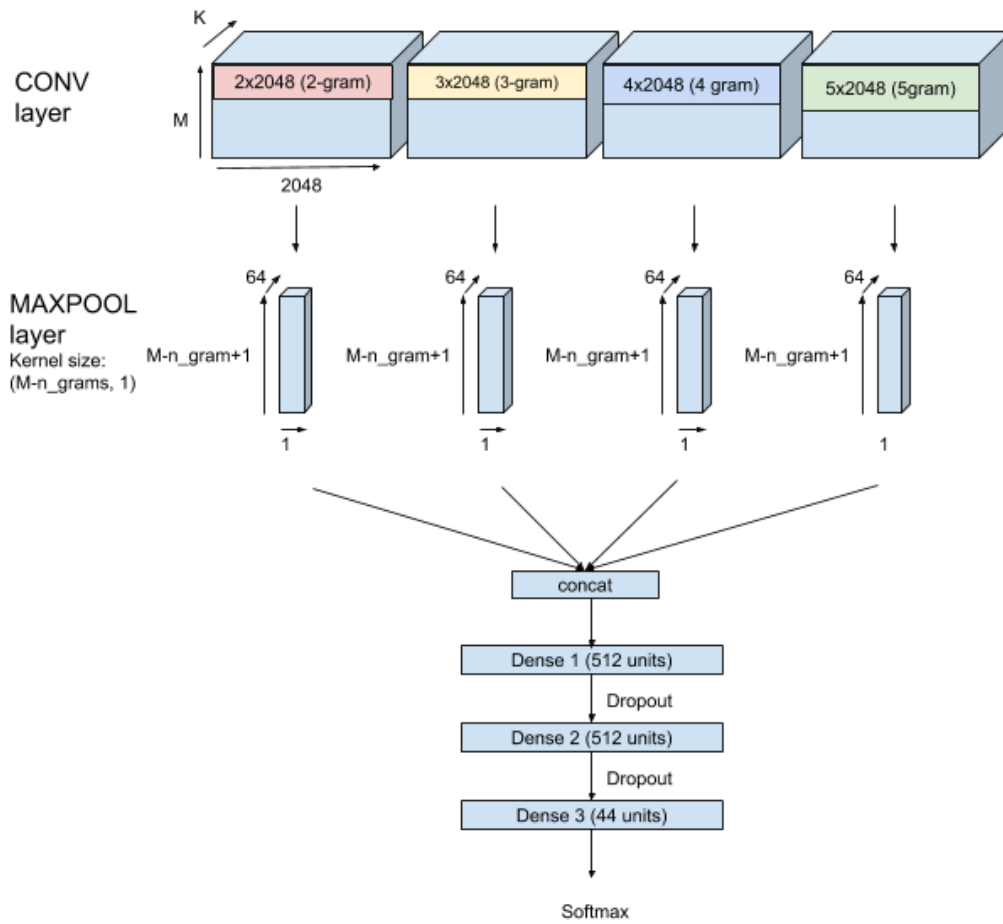 K
CONV
layer
2x2048 (2-gram)
3x2048 (3-gram)
4x2048 (4 gram)
5x2048 (5gram)
M
2048
64
64
64
64
MAXPOOL
layer
Kernel size:
(M-n_grams, 1)
M-n_gram+1
M-n_gram+1
M-n_gram+1
M-n_gram+1
1
1
1
1
concat
Dense 1 (512 units)
Dropout
Dense 2 (512 units)
Dropout
Dense 3 (44 units)
Softmax